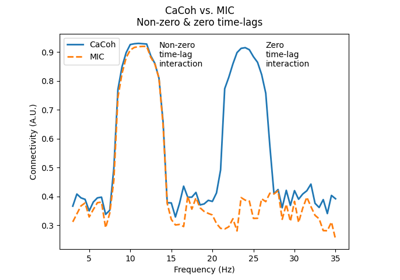 CaCoh vs. MIC
Non-zero & zero time-lags
CaCoh
MIC
Non-zero
time-lag
interaction
Zero
time-lag
interaction
Connectivity (A.U.)
0.9
0.8
0.7
0.6
0.5
0.4
0.3
5
10
15
20
25
30
35
Frequency (Hz)